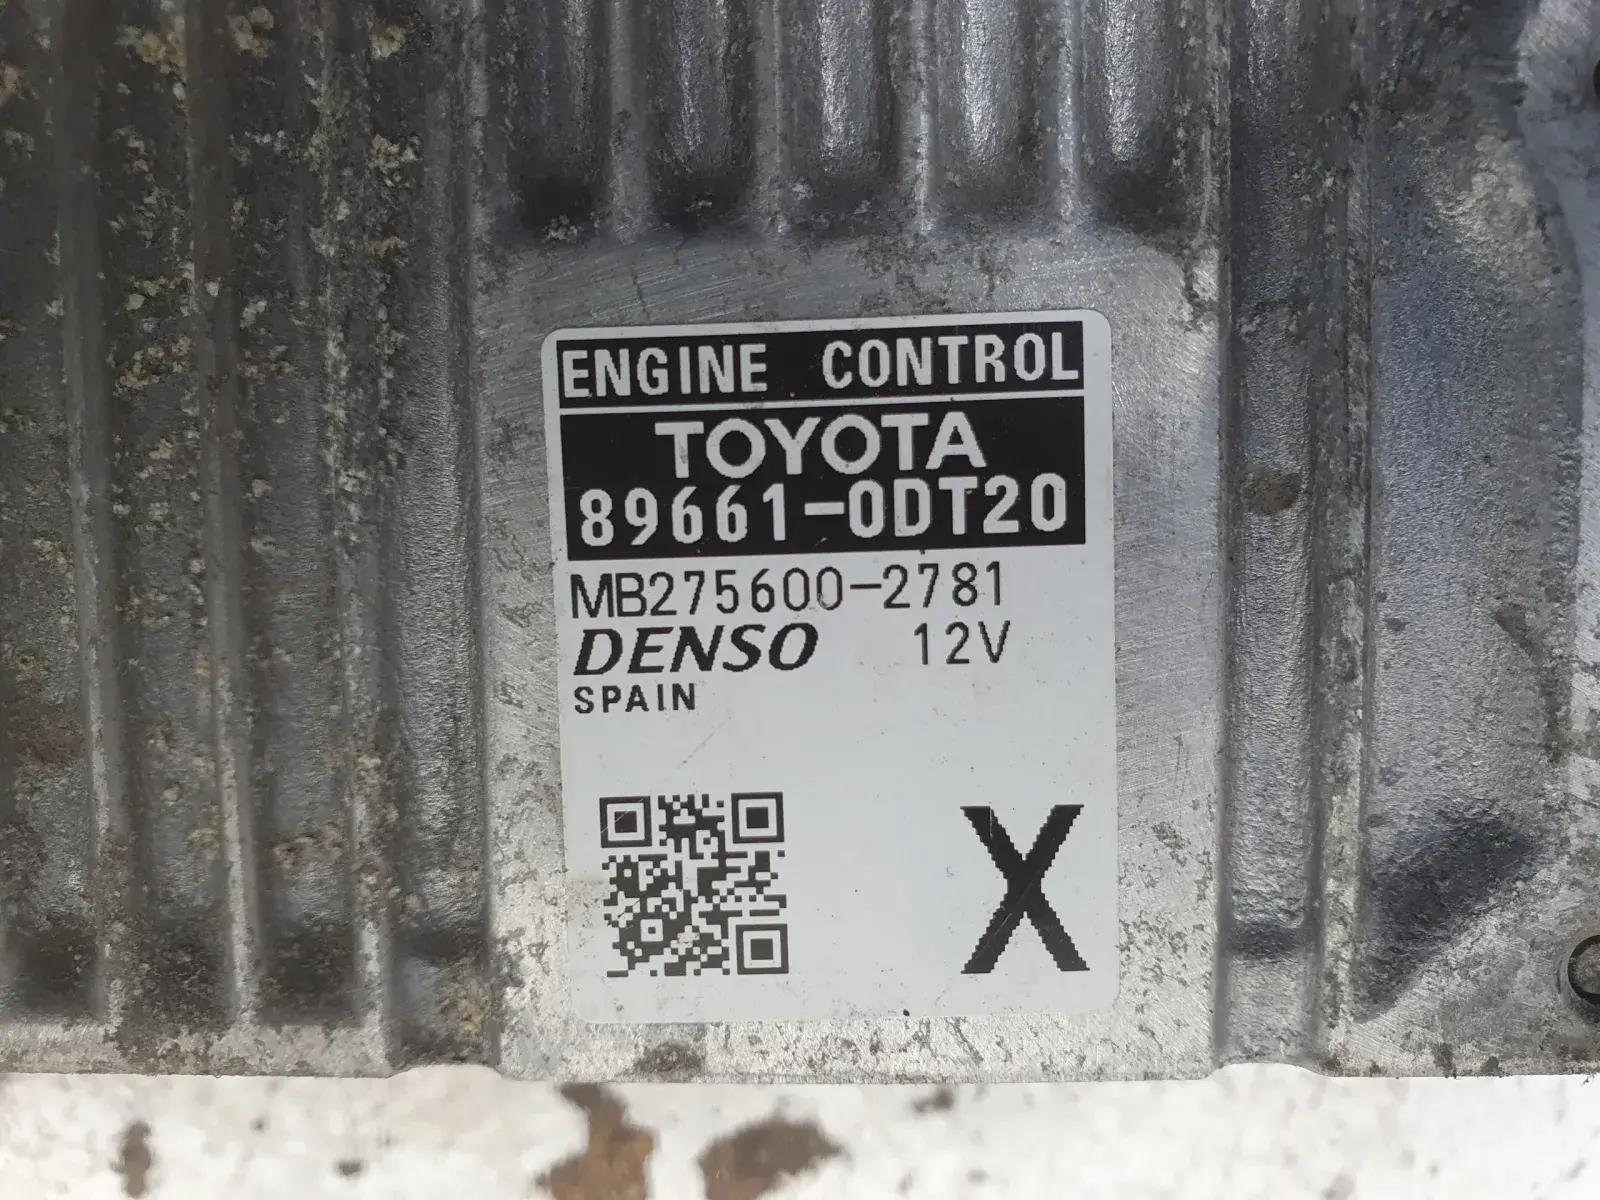 ENGINE CONTROL
TOYOTA
89661-0DT20
MB275600-2781
DENSO 12V
SPAIN
X